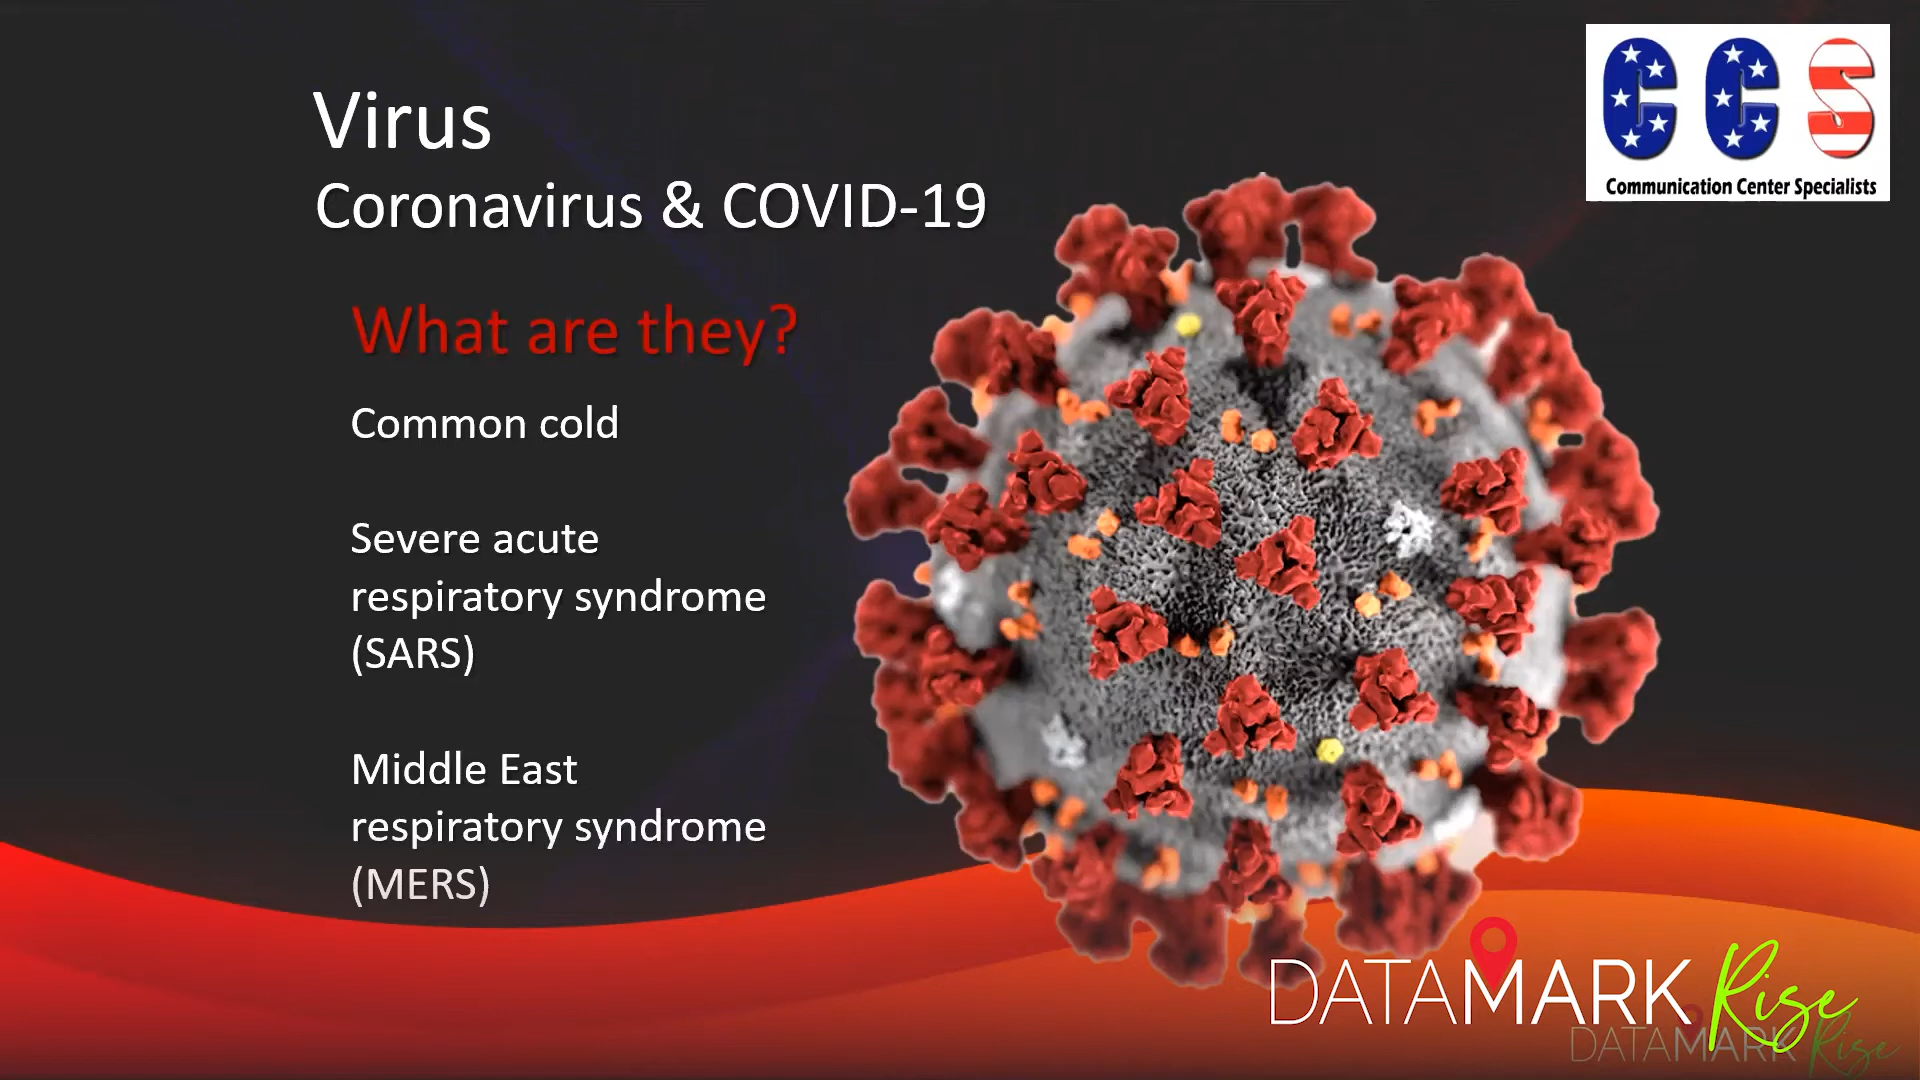 Virus
Coronavirus & COVID-19
What are they?
Common cold
Severe acute
respiratory syndrome
(SARS)
Middle East
respiratory syndrome
(MERS)
CCS
Communication Center Specialists
DATAMARK Rise
DATAMARK Rise